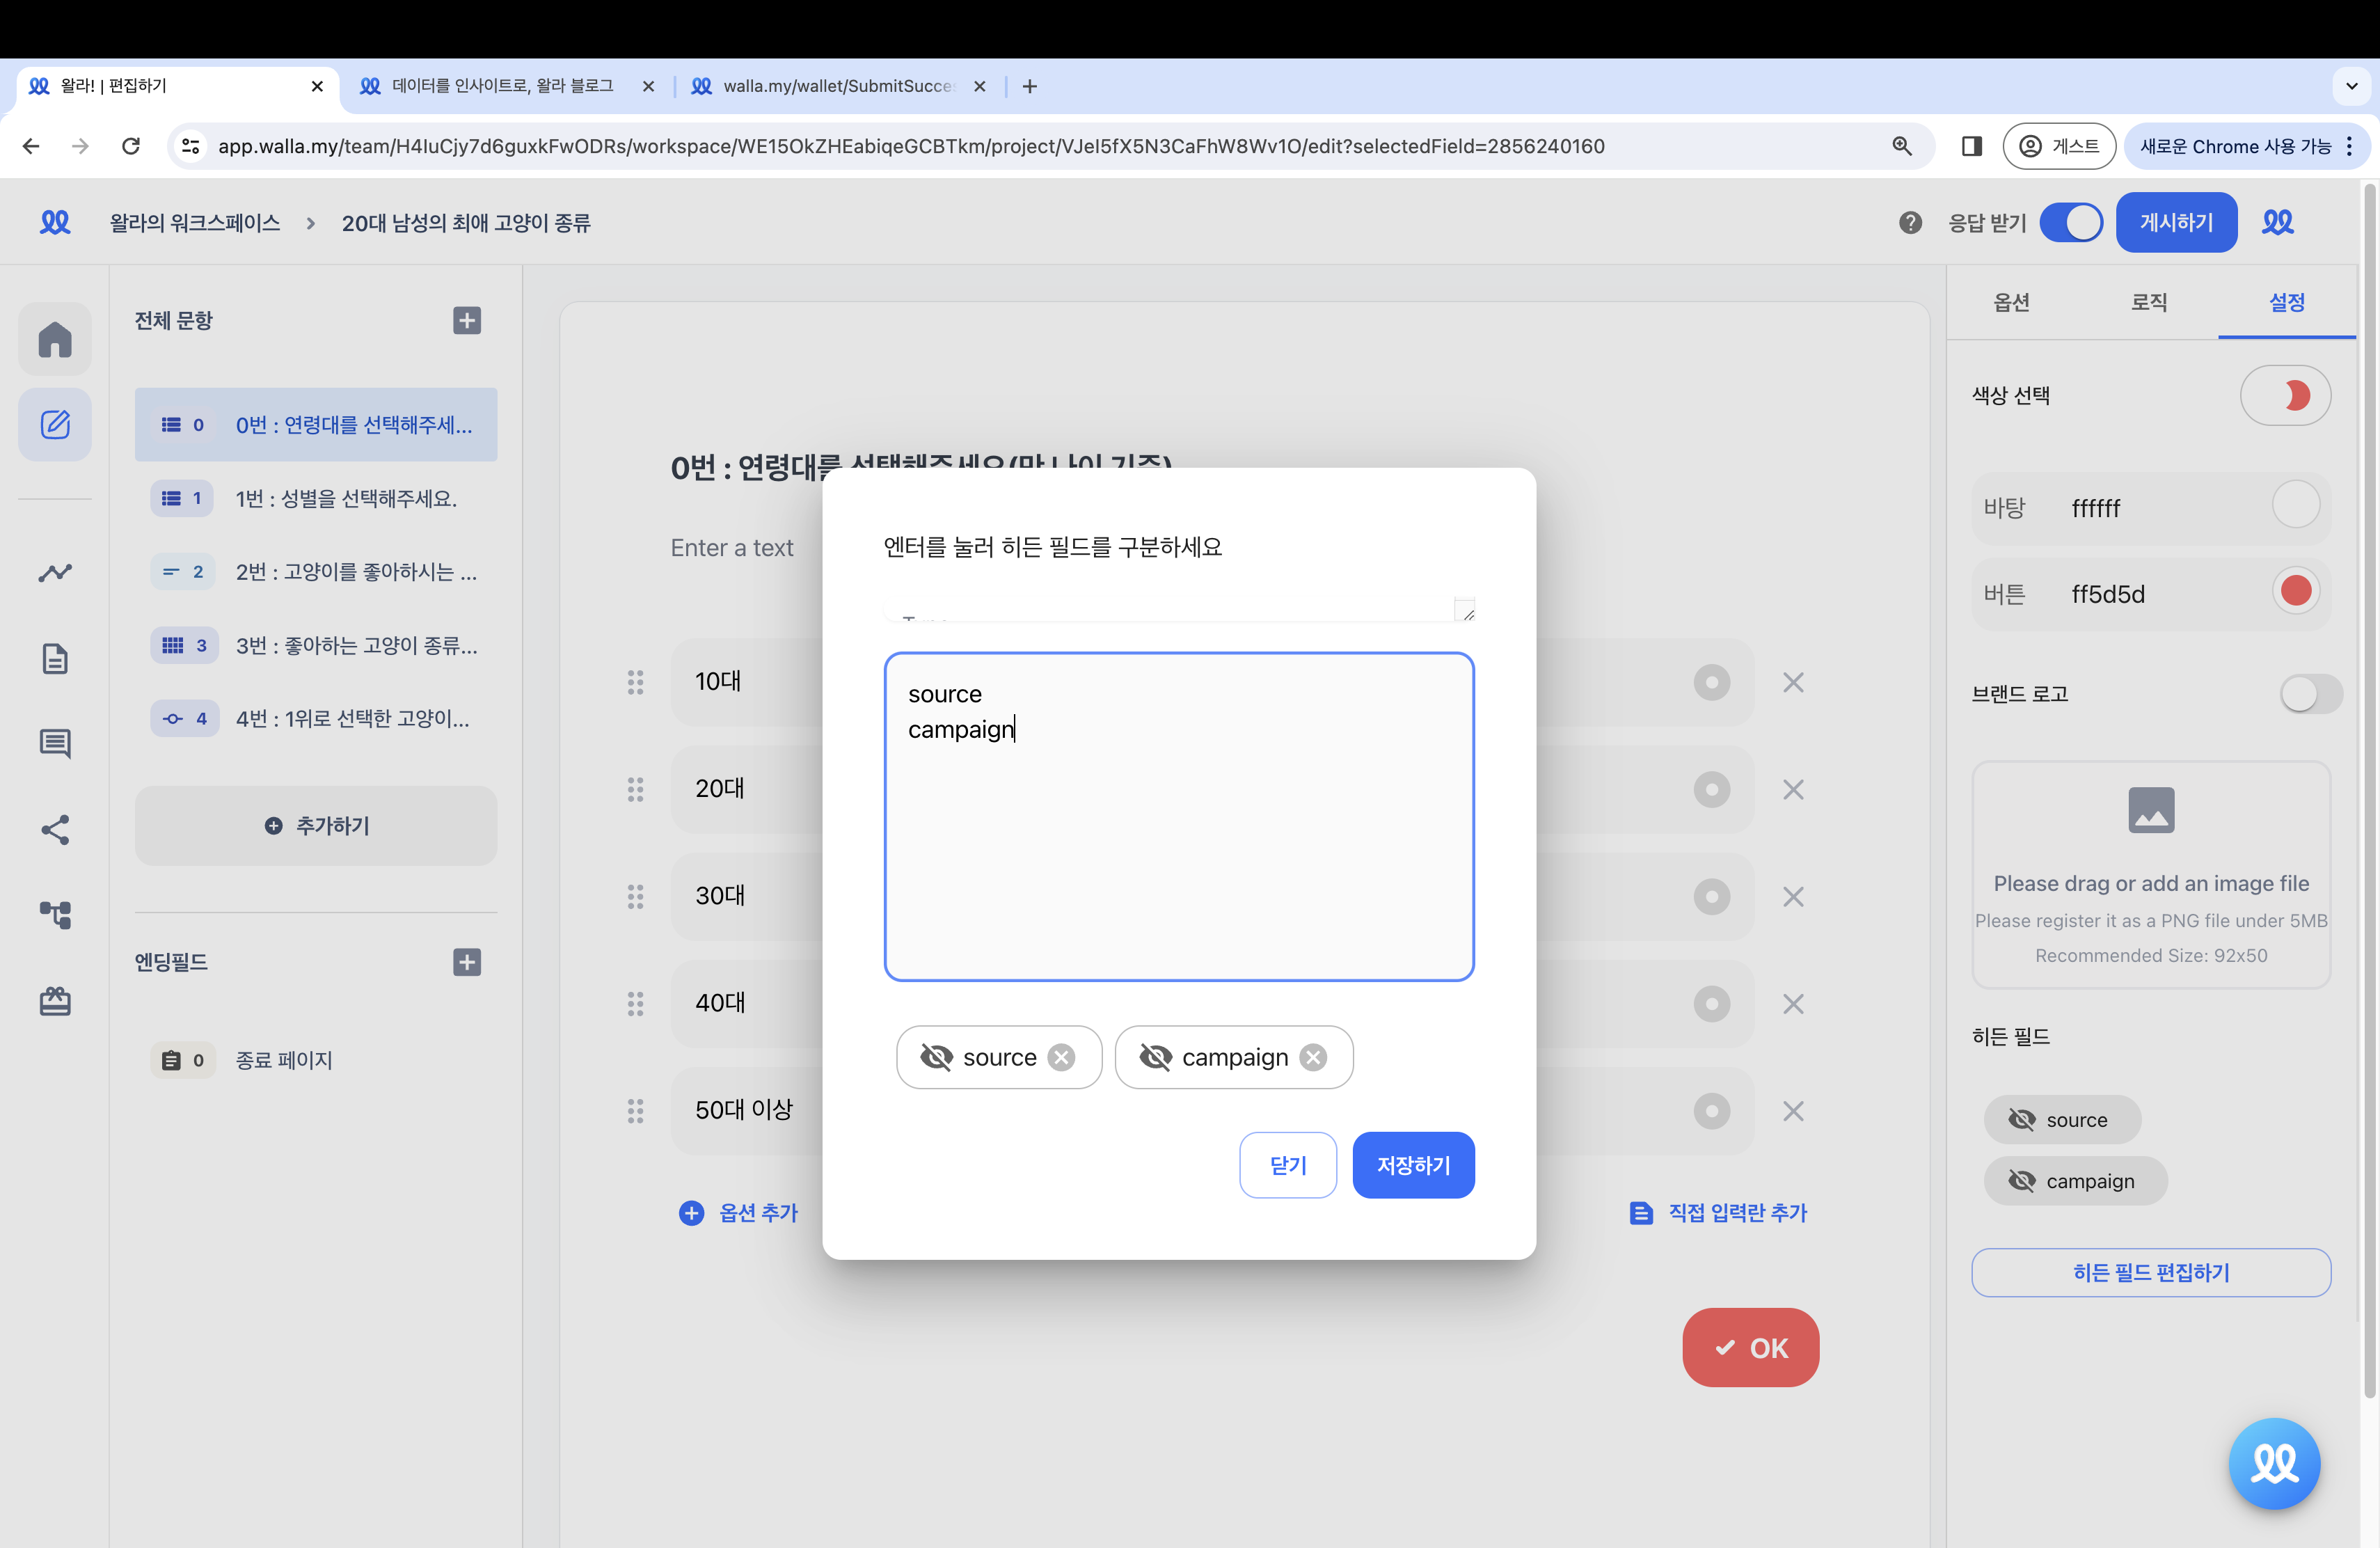 왈라! | 편집하기
데이터를 인사이트로, 왈라 블로그
walla.my/wallet/SubmitSucce
app.walla.my/team/H4IuCjy7d6guxkFwODRs/workspace/WE15OkZHEabiqeGCBTkm/project/VJeI5fX5N3CaFhW8Wv1O/edit?selectedField=2856240160
게스트
새로운 Chrome 사용 가능
왈라의 워크스페이스
20대 남성의 최애 고양이 종류
응답 받기
게시하기
전체 문항
0 0번 : 연령대를 선택해주세...
1 1번 : 성별을 선택해주세요.
2 2번 : 고양이를 좋아하시는 ...
3 3번 : 좋아하는 고양이 종류...
4 4번 : 1위로 선택한 고양이...
추가하기
엔딩필드
0 종료 페이지
0번 : 연령대를 선택해주세요(만 나이 기준)
Enter a text
10대
20대
30대
40대
50대 이상
옵션 추가
직접 입력란 추가
OK
엔터를 눌러 히든 필드를 구분하세요
source
campaign
source
campaign
닫기
저장하기
옵션
로직
설정
색상 선택
바탕 ffffff
버튼 ff5d5d
브랜드 로고
Please drag or add an image file
Please register it as a PNG file under 5MB
Recommended Size: 92x50
히든 필드
source
campaign
히든 필드 편집하기